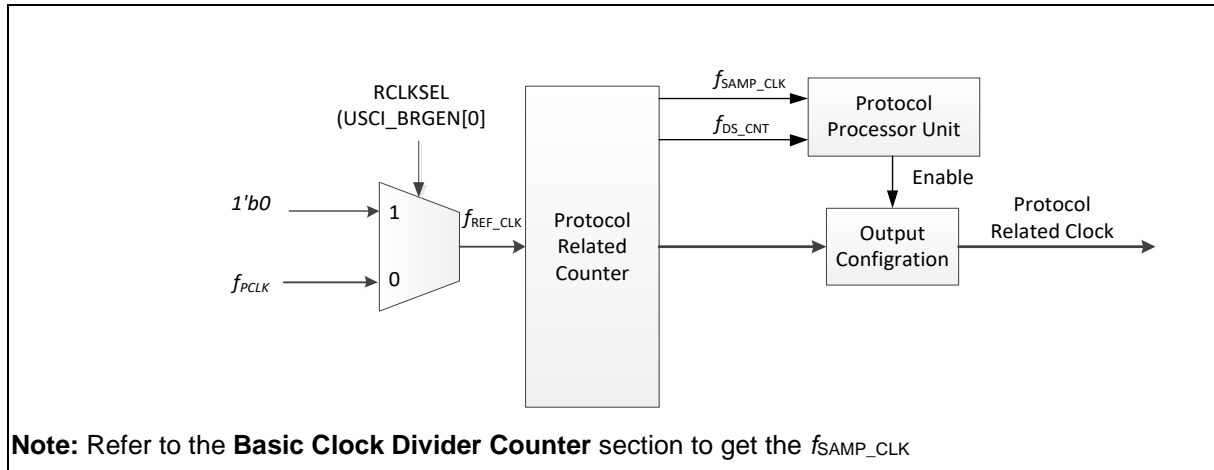 RCLKSEL
(USCI_BRGEN[0]
1'b0
1
fPCLK
0
fREF_CLK
Protocol
Related
Counter
fSAMP_CLK
fDS_CNT
Protocol
Processor Unit
Enable
Output
Configration
Protocol
Related Clock
Note: Refer to the Basic Clock Divider Counter section to get the fSAMP_CLK